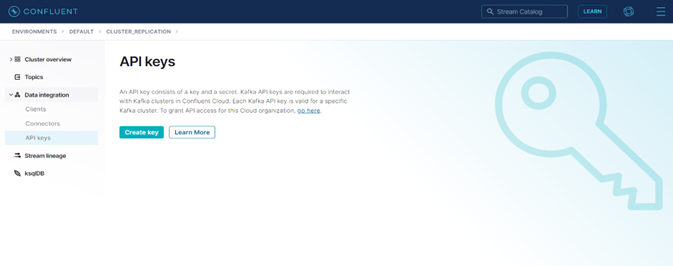 CONFLUENT
Stream Catalog
LEARN
ENVIRONMENTS > DEFAULT > CLUSTER_REPLICATION >
Cluster overview
Topics
Data integration
Clients
Connectors
API keys
Stream lineage
ksqlDB
API keys
An API key consists of a key and a secret. Kafka API keys are required to interact
with Kafka clusters in Confluent Cloud. Each Kafka API key is valid for a specific
Kafka cluster. To grant API access for this Cloud organization, go here.
Create key
Learn More